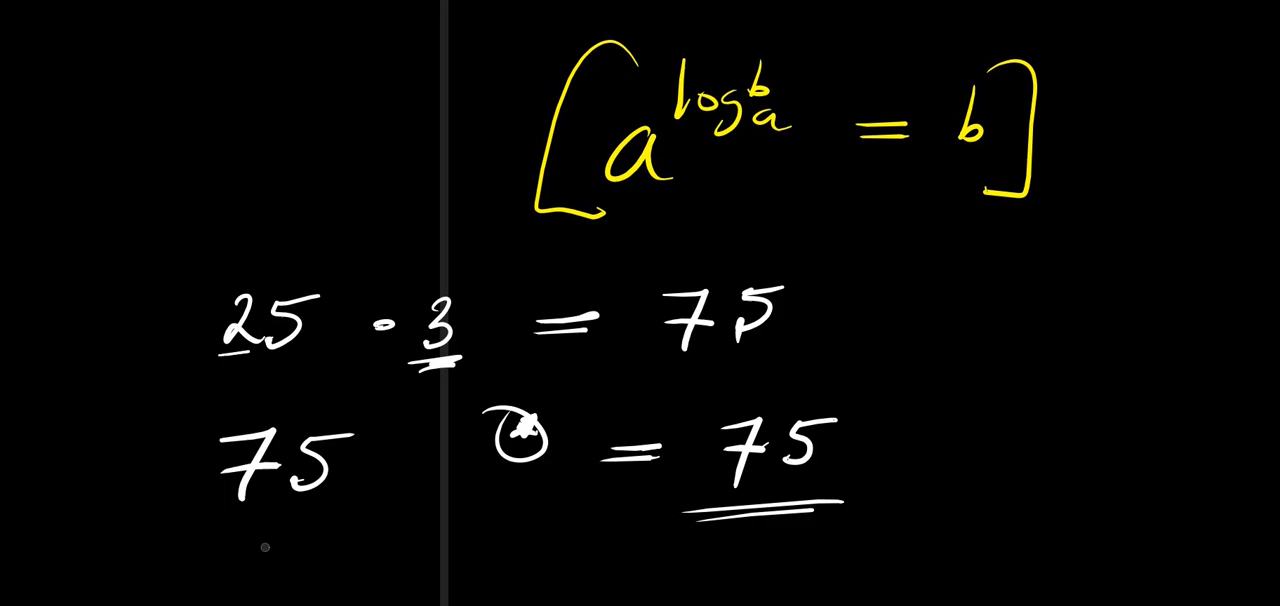 [a^{log_a^b} = b]
25 · 3 = 75
75 = 75